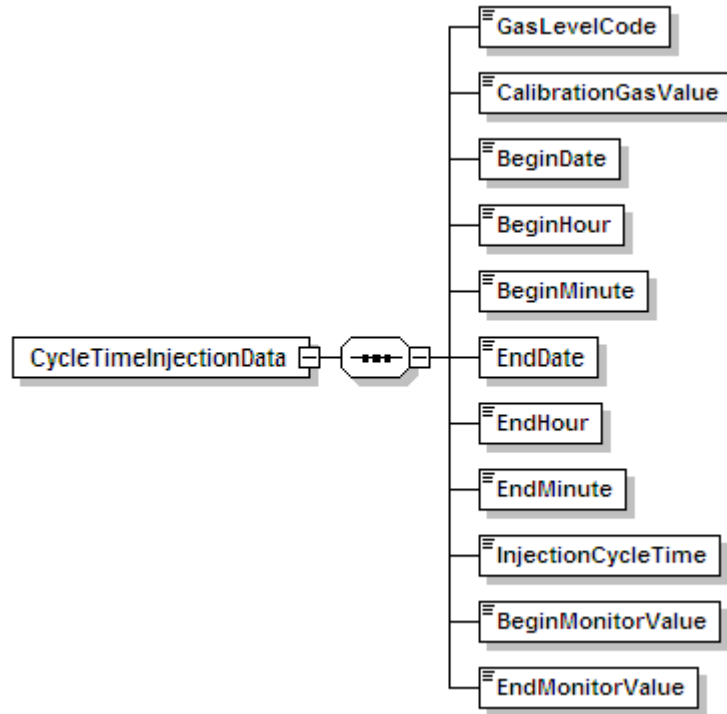 GasLevelCode
CalibrationGasValue
BeginDate
BeginHour
BeginMinute
CycleTimeInjectionData
EndDate
EndHour
EndMinute
InjectionCycleTime
BeginMonitorValue
EndMonitorValue